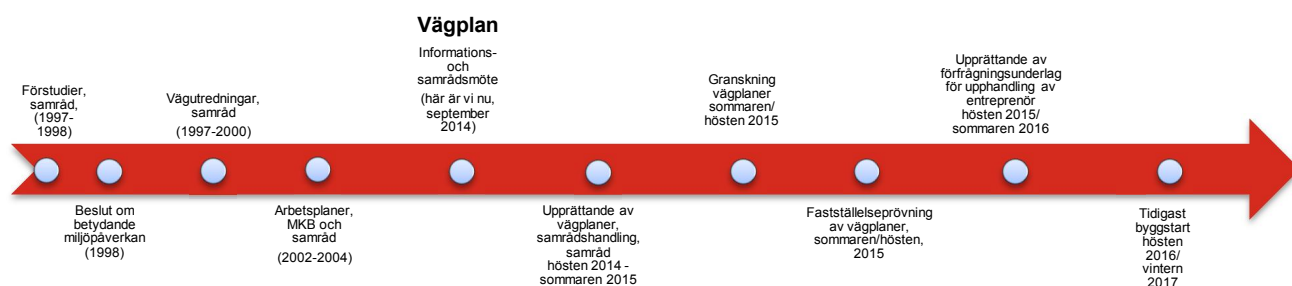 Förstudier,
samråd,
(1997-
1998)
Beslut om
betydande
miljöpåverkan
(1998)
Vägutredningar,
samråd
(1997-2000)
Arbetsplaner,
MKB och
samråd
(2002-2004)
Vägplan
Informations-
och
samrådsmöte
(här är vi nu,
september
2014)
Upprättande av
vägplaner,
samrådshandling,
samråd
hösten 2014 -
sommaren 2015
Granskning
vägplaner
sommaren/
hösten 2015
Fastställelseprövning
av vägplaner,
sommaren/hösten,
2015
Upprättande av
förfrågningsunderlag
för upphandling av
entreprenör
hösten 2015/
sommaren 2016
Tidigast
byggstart
hösten
2016/
vintern
2017